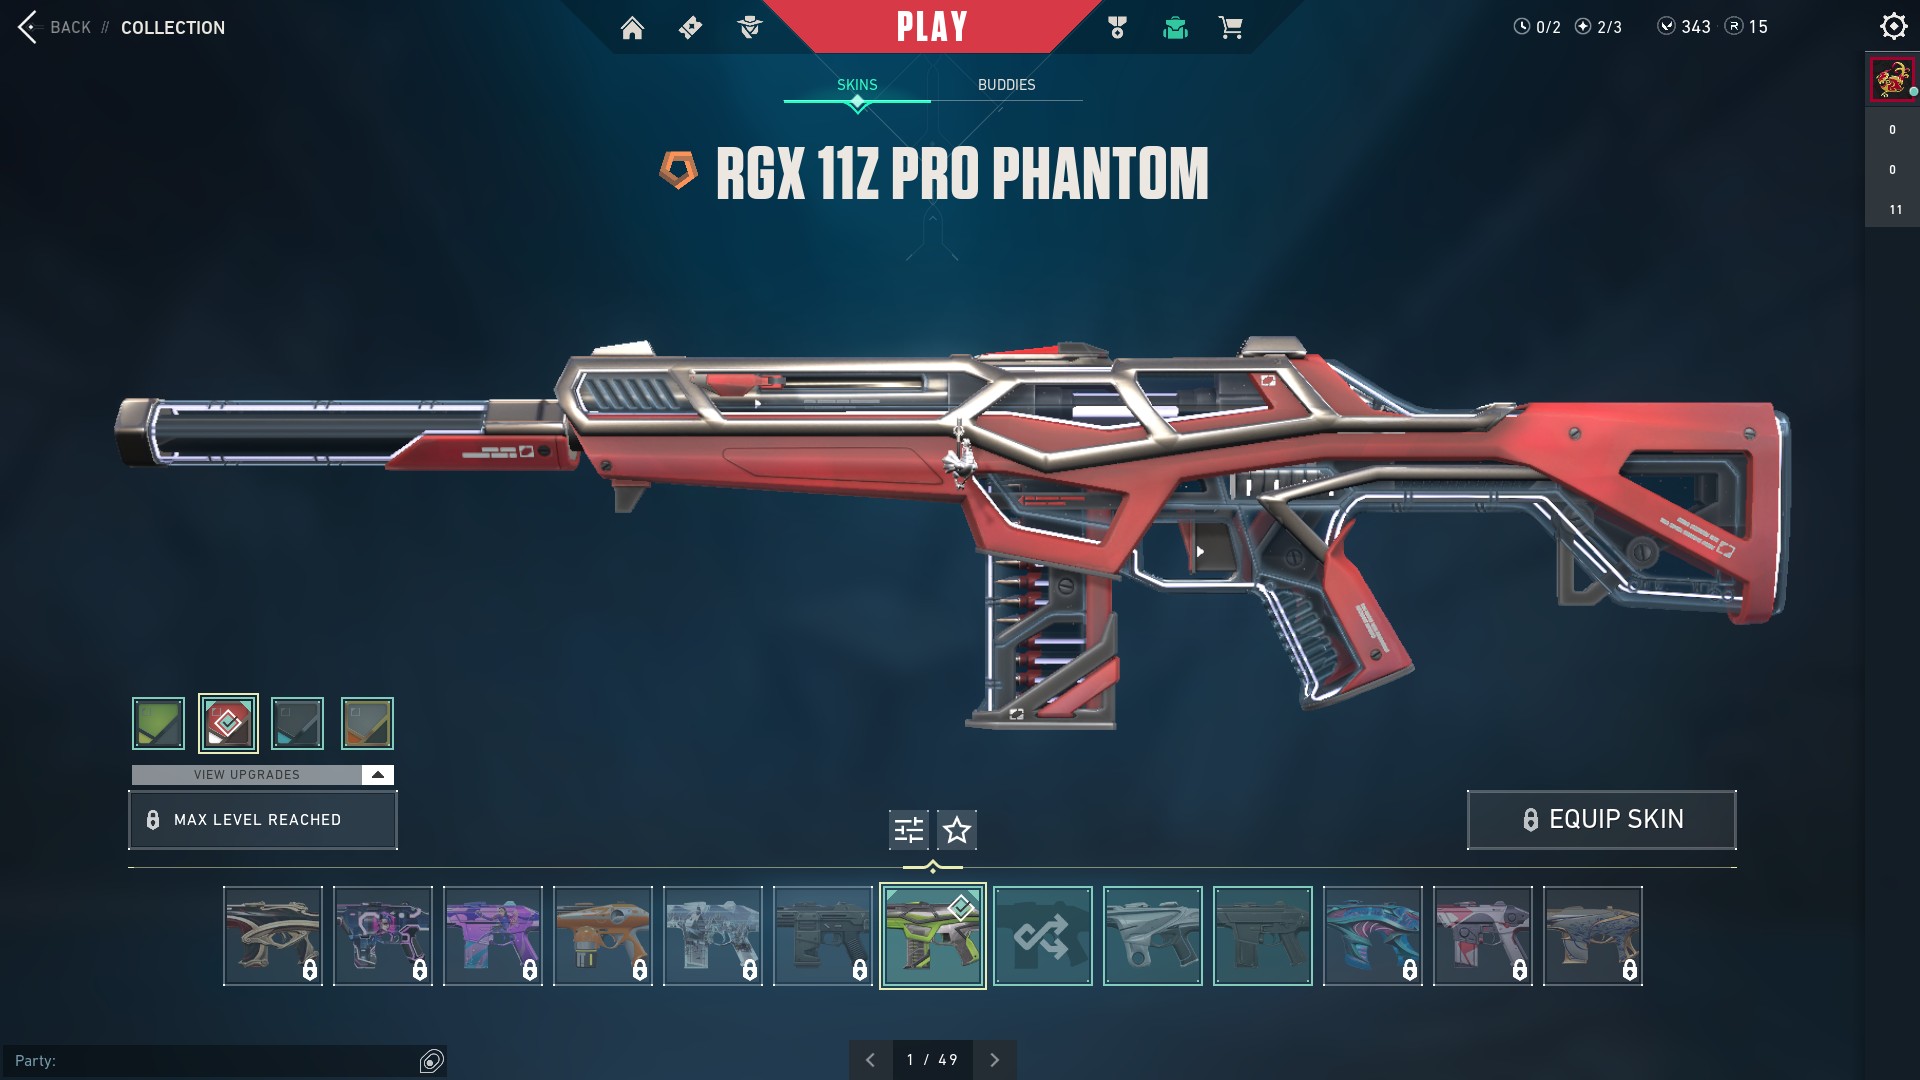 BACK // COLLECTION
PLAY
0/2 2/3 343 R 15
SKINS BUDDIES
RGX 11Z PRO PHANTOM
0
0
11
VIEW UPGRADES
MAX LEVEL REACHED
EQUIP SKIN
Party:
1 / 49